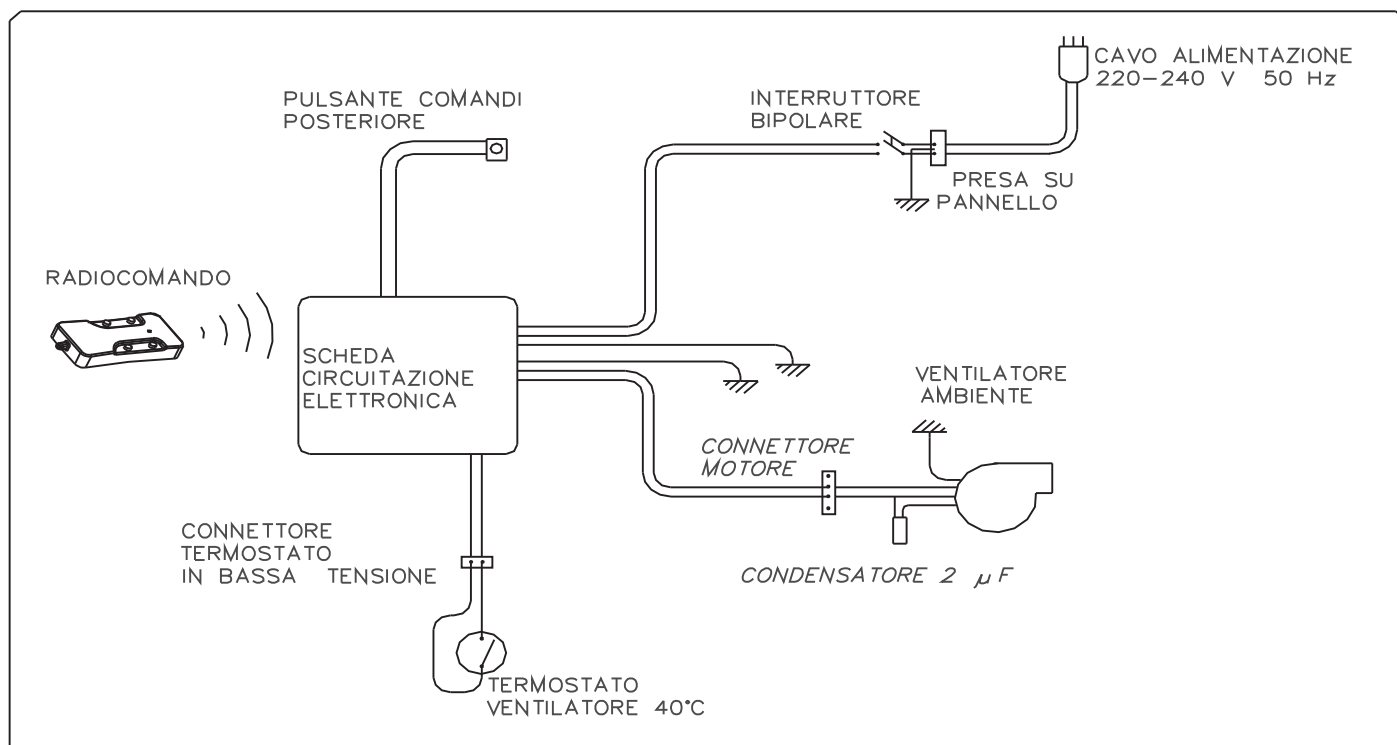 CAVO ALIMENTAZIONE
220-240 V 50 Hz
PULSANTE COMANDI
POSTERIORE
INTERRUTTORE
BIPOLARE
PRESA SU
PANNELLO
RADIOCOMANDO
SCHEDA
CIRCUITAZIONE
ELETTRONICA
VENTILATORE
AMBIENTE
CONNETTORE
MOTORE
CONNETTORE
TERMOSTATO
IN BASSA TENSIONE
CONDENSATORE 2 μF
TERMOSTATO
VENTILATORE 40°C